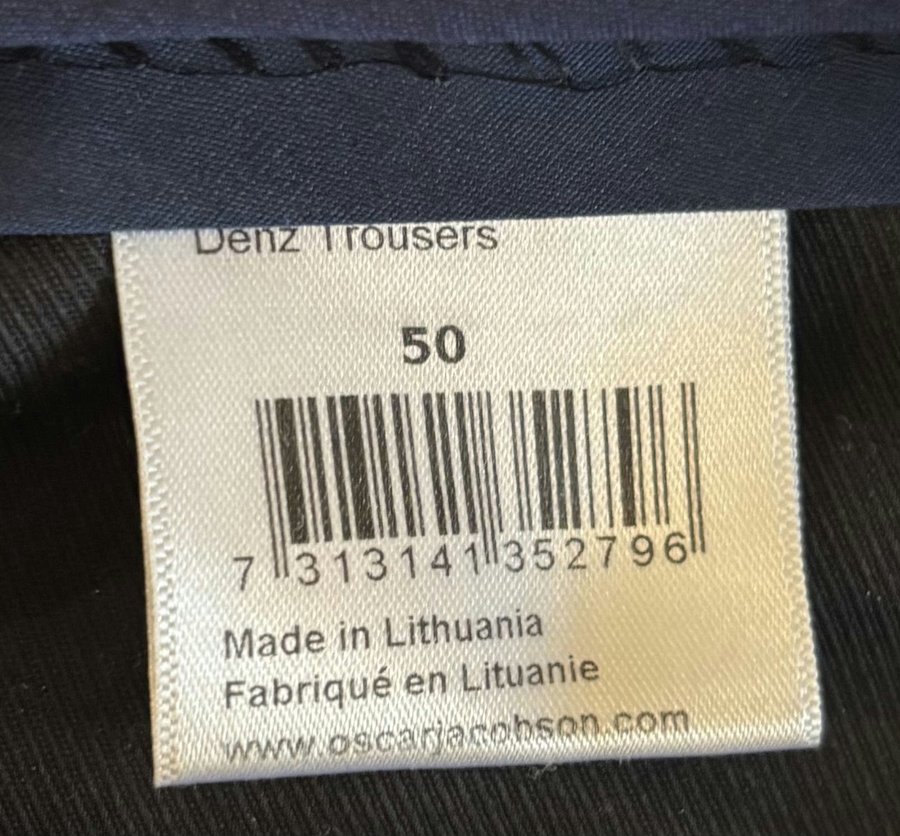 Denz Trousers
50
7 313141 352796
Made in Lithuania
Fabriqué en Lituanie
www.oscarjacobson.com